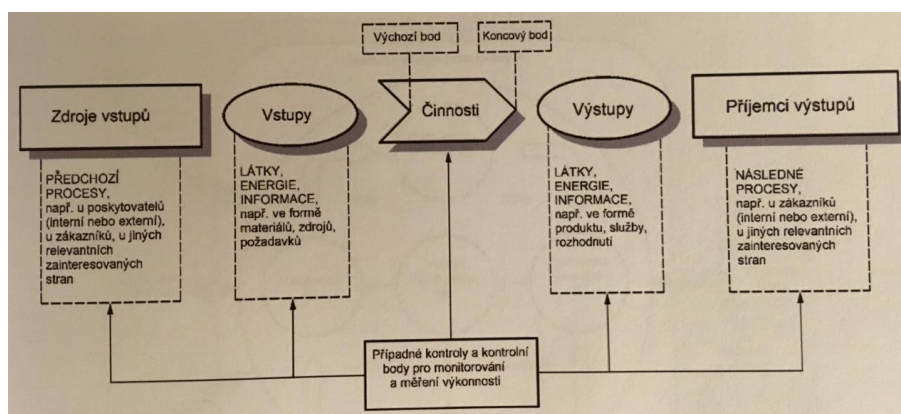 Výchozí bod
Koncový bod
Zdroje vstupů
Vstupy
Činnosti
Výstupy
Příjemci výstupů
PŘEDCHOZÍ
PROCESY,
např. u poskytovatelů
(interní nebo externí),
u zákazníků, u jiných
relevantních
zainteresovaných
stran
LÁTKY,
ENERGIE,
INFORMACE,
např. ve formě
materiálů, zdrojů,
požadavků
LÁTKY,
ENERGIE,
INFORMACE,
např. ve formě
produktu, služby,
rozhodnutí
NÁSLEDNÉ
PROCESY,
např. u zákazníků
(interní nebo externí),
u jiných relevantních
zainteresovaných
stran
Případné kontroly a kontrolní
body pro monitorování
a měření výkonnosti